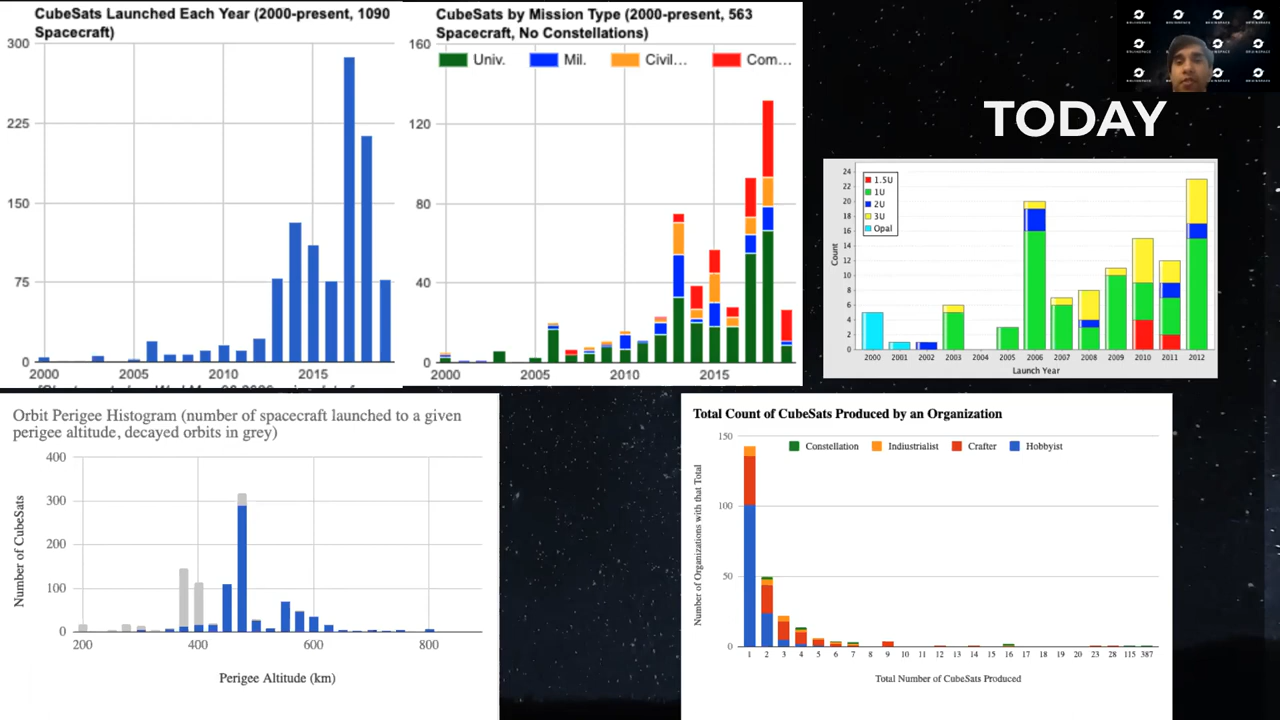 CubeSats Launched Each Year (2000-present, 1090
Spacecraft)
300
225
150
75
0
2000
2005
2010
2015
CubeSats by Mission Type (2000-present, 563
Spacecraft, No Constellations)
160
Univ.
Mil.
Civil...
Com...
120
80
40
0
2000
2005
2010
2015
TODAY
24
22
20
18
16
14
12
10
8
6
4
2
0
Count
1.5U
1U
2U
3U
Opal
2000 2001 2002 2003 2004 2005 2006 2007 2008 2009 2010 2011 2012
Launch Year
Orbit Perigee Histogram (number of spacecraft launched to a given
perigee altitude, decayed orbits in grey)
400
300
200
100
0
Number of CubeSats
200
400
600
800
Perigee Altitude (km)
Total Count of CubeSats Produced by an Organization
150
Constellation
Indiustrialist
Crafter
Hobbyist
100
50
0
Number of Organizations with that Total
1 2 3 4 5 6 7 8 9 10 11 12 13 14 15 16 17 18 19 20 23 28 115 387
Total Number of CubeSats Produced